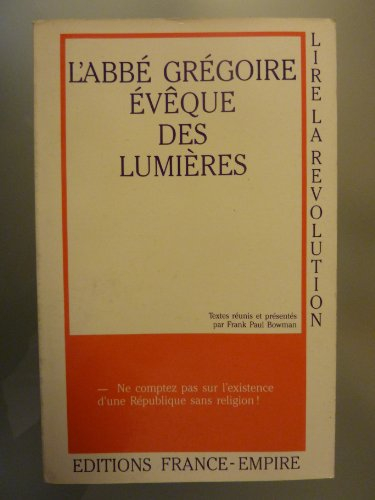 L'ABBÉ GRÉGOIRE
ÉVÊQUE
DES
LUMIÈRES
LIRE LA REVOLUTION
Textes réunis et présentés
par Frank Paul Bowman
— Ne comptez pas sur l'existence
d'une République sans religion !
EDITIONS FRANCE-EMPIRE